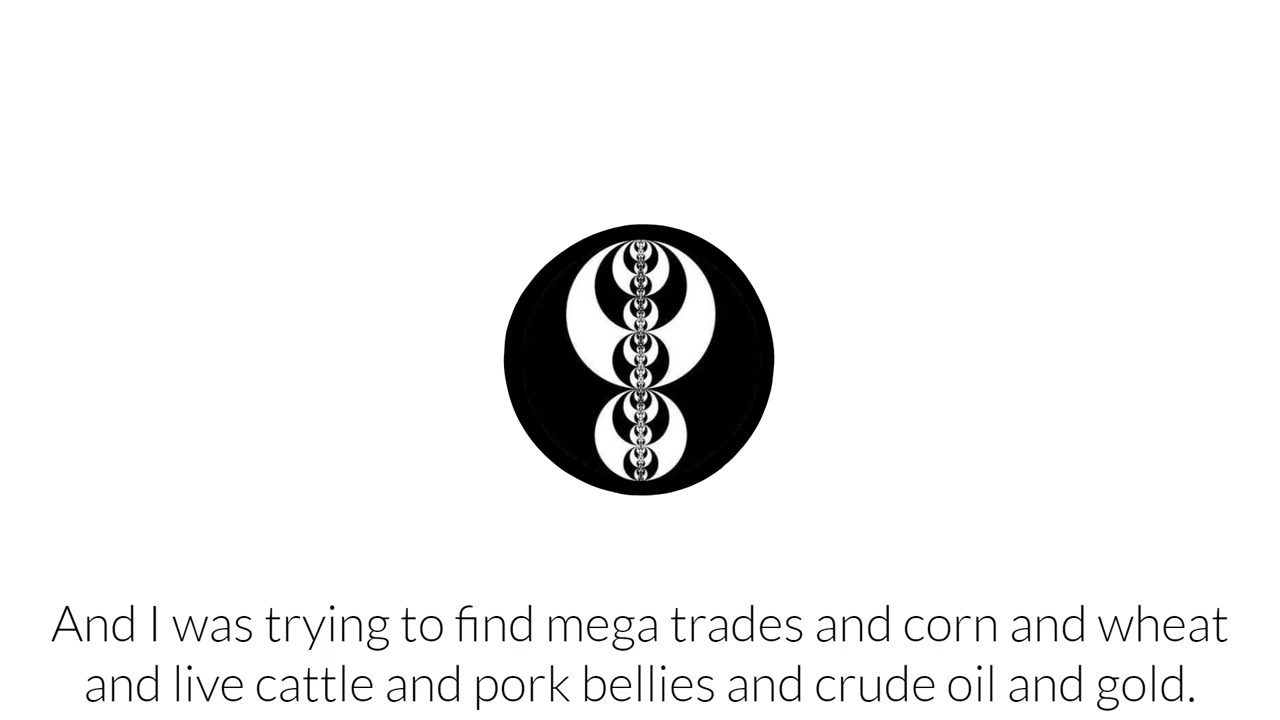 And I was trying to find mega trades and corn and wheat
and live cattle and pork bellies and crude oil and gold.